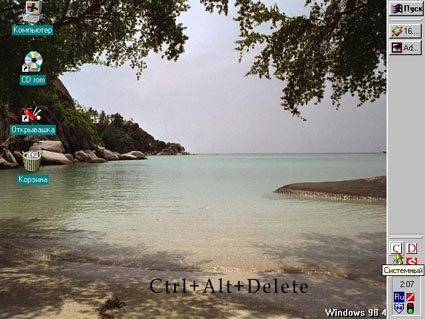 Компьютер
CD rom
Открывашка
Корзина
Ctrl+Alt+Delete
Windows 98 4
Пуск
16....
Ad...
C D
S
Системный
2:07
Ru